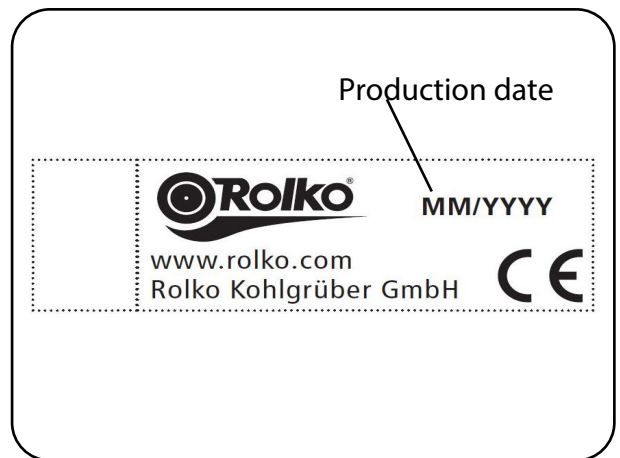 Production date
Rolko®
MM/YYYY
www.rolko.com
Rolko Kohlgrüber GmbH
CE